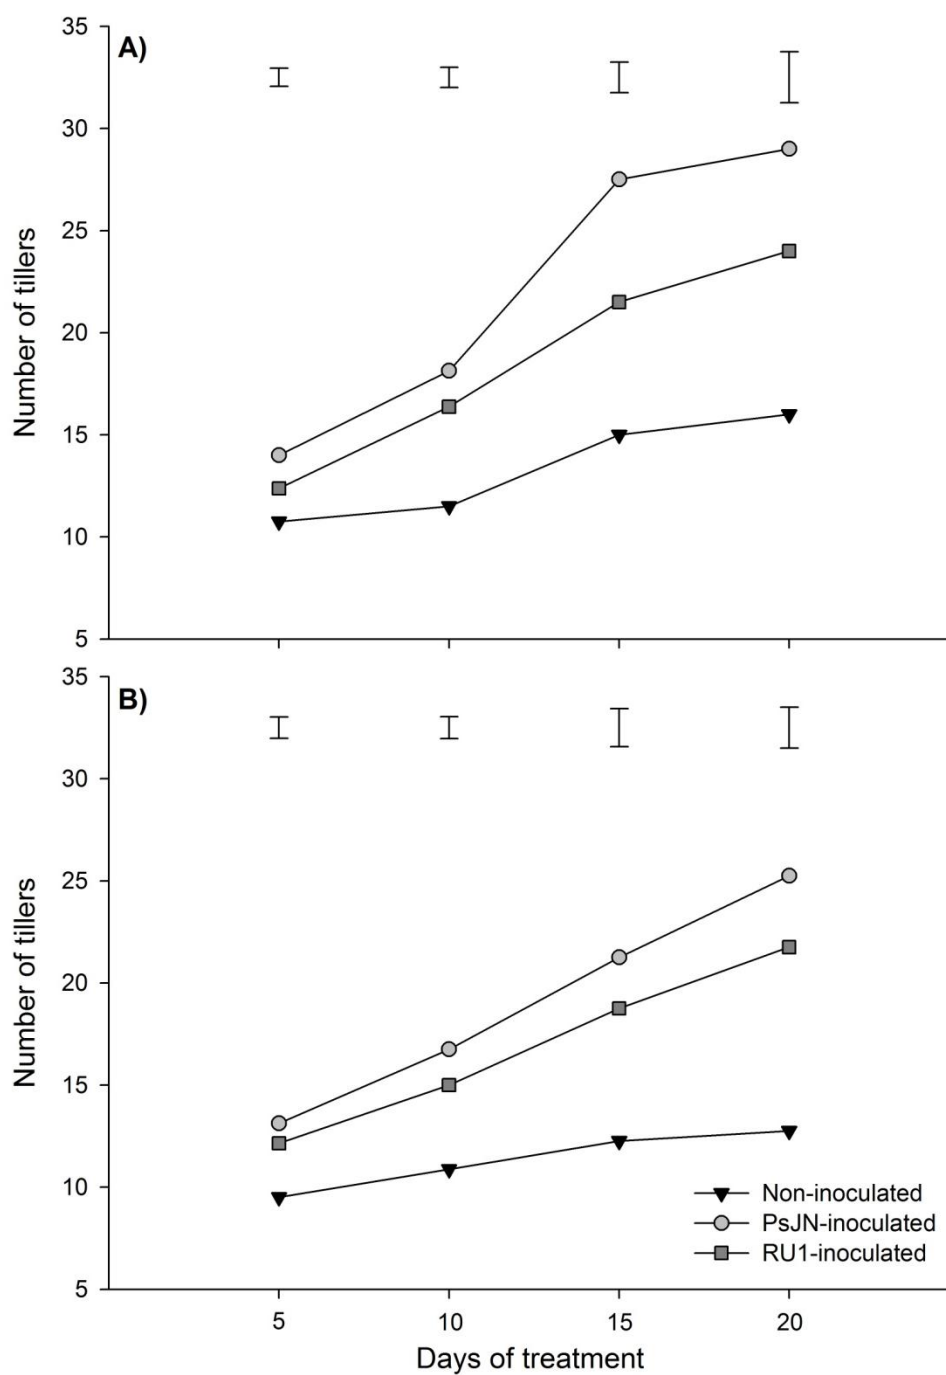 A)
35
30
25
20
15
10
5
Number of tillers
B)
35
30
25
20
15
10
5
Number of tillers
Non-inoculated
PsJN-inoculated
RU1-inoculated
5 10 15 20
Days of treatment